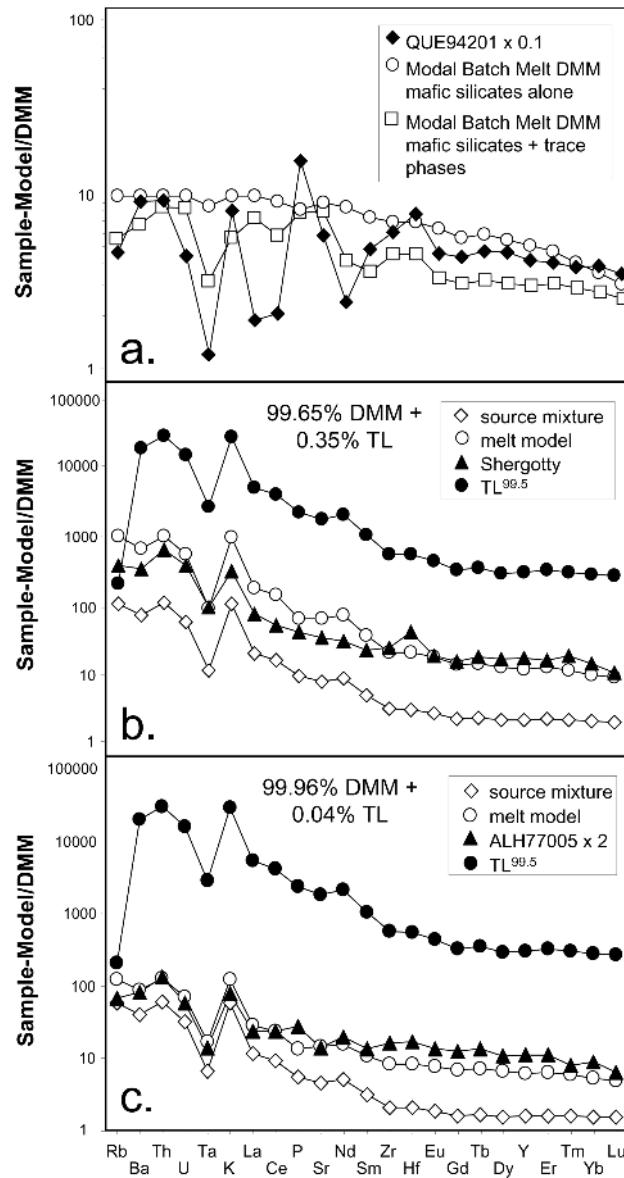 100
10
1
Sample-Model/DMM
QUE94201 x 0.1
Modal Batch Melt DMM
mafic silicates alone
Modal Batch Melt DMM
mafic silicates + trace
phases
a.
100000
10000
1000
100
10
1
Sample-Model/DMM
99.65% DMM +
0.35% TL
source mixture
melt model
Shergotty
TL99.5
b.
100000
10000
1000
100
10
1
Sample-Model/DMM
99.96% DMM +
0.04% TL
source mixture
melt model
ALH77005 x 2
TL99.5
c.
Rb Th Ta La P Nd Zr Eu Tb Y Tm Lu
Ba U K Ce Sr Sm Hf Gd Dy Er Yb